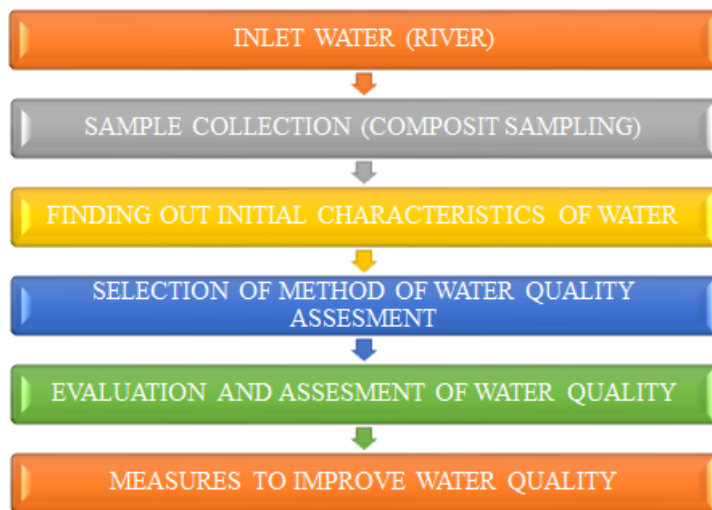 INLET WATER (RIVER)
SAMPLE COLLECTION (COMPOSIT SAMPLING)
FINDING OUT INITIAL CHARACTERISTICS OF WATER
SELECTION OF METHOD OF WATER QUALITY
ASSESMENT
EVALUATION AND ASSESMENT OF WATER QUALITY
MEASURES TO IMPROVE WATER QUALITY